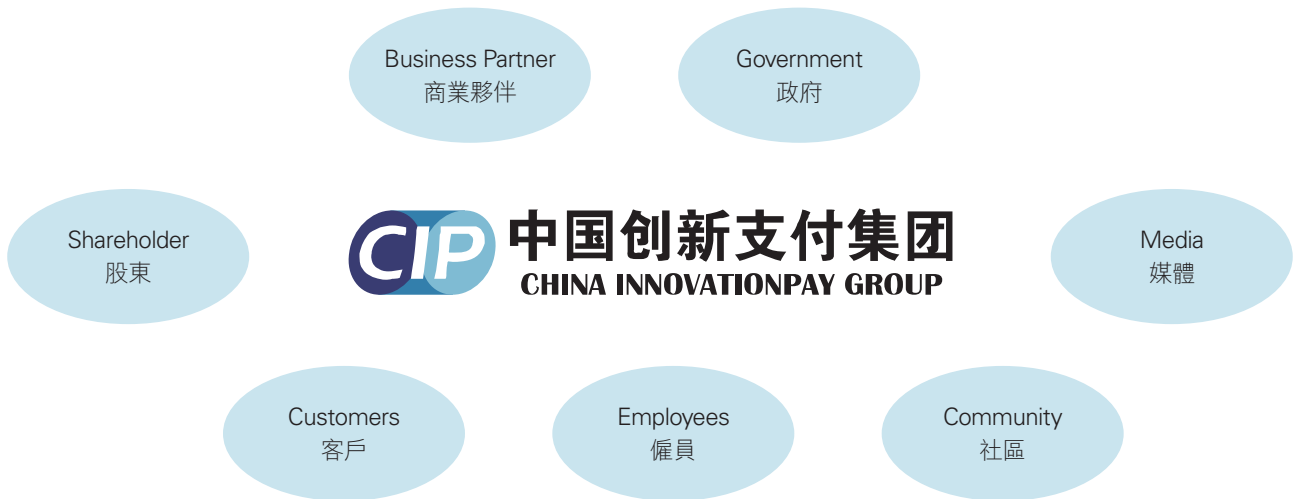 Business Partner
商業夥伴
Government
政府
Shareholder
股東
CIP
中国创新支付集团
CHINA INNOVATIONPAY GROUP
Media
媒體
Customers
客戶
Employees
僱員
Community
社區